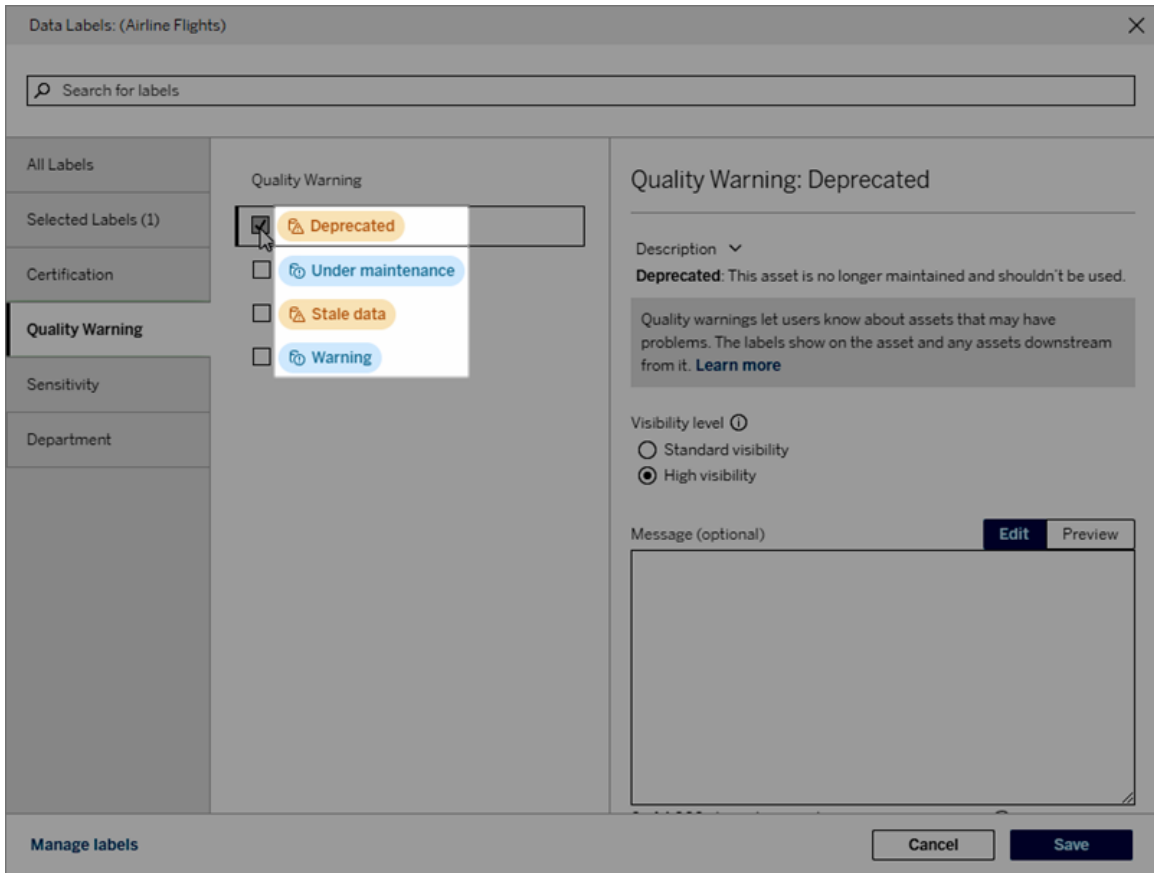 Data Labels: (Airline Flights)
Search for labels
All Labels
Selected Labels (1)
Certification
Quality Warning
Sensitivity
Department
Quality Warning
Deprecated
Under maintenance
Stale data
Warning
Quality Warning: Deprecated
Description
Deprecated: This asset is no longer maintained and shouldn't be used.
Quality warnings let users know about assets that may have
problems. The labels show on the asset and any assets downstream
from it. Learn more
Visibility level
Standard visibility
High visibility
Message (optional)
Edit
Preview
Manage labels
Cancel
Save